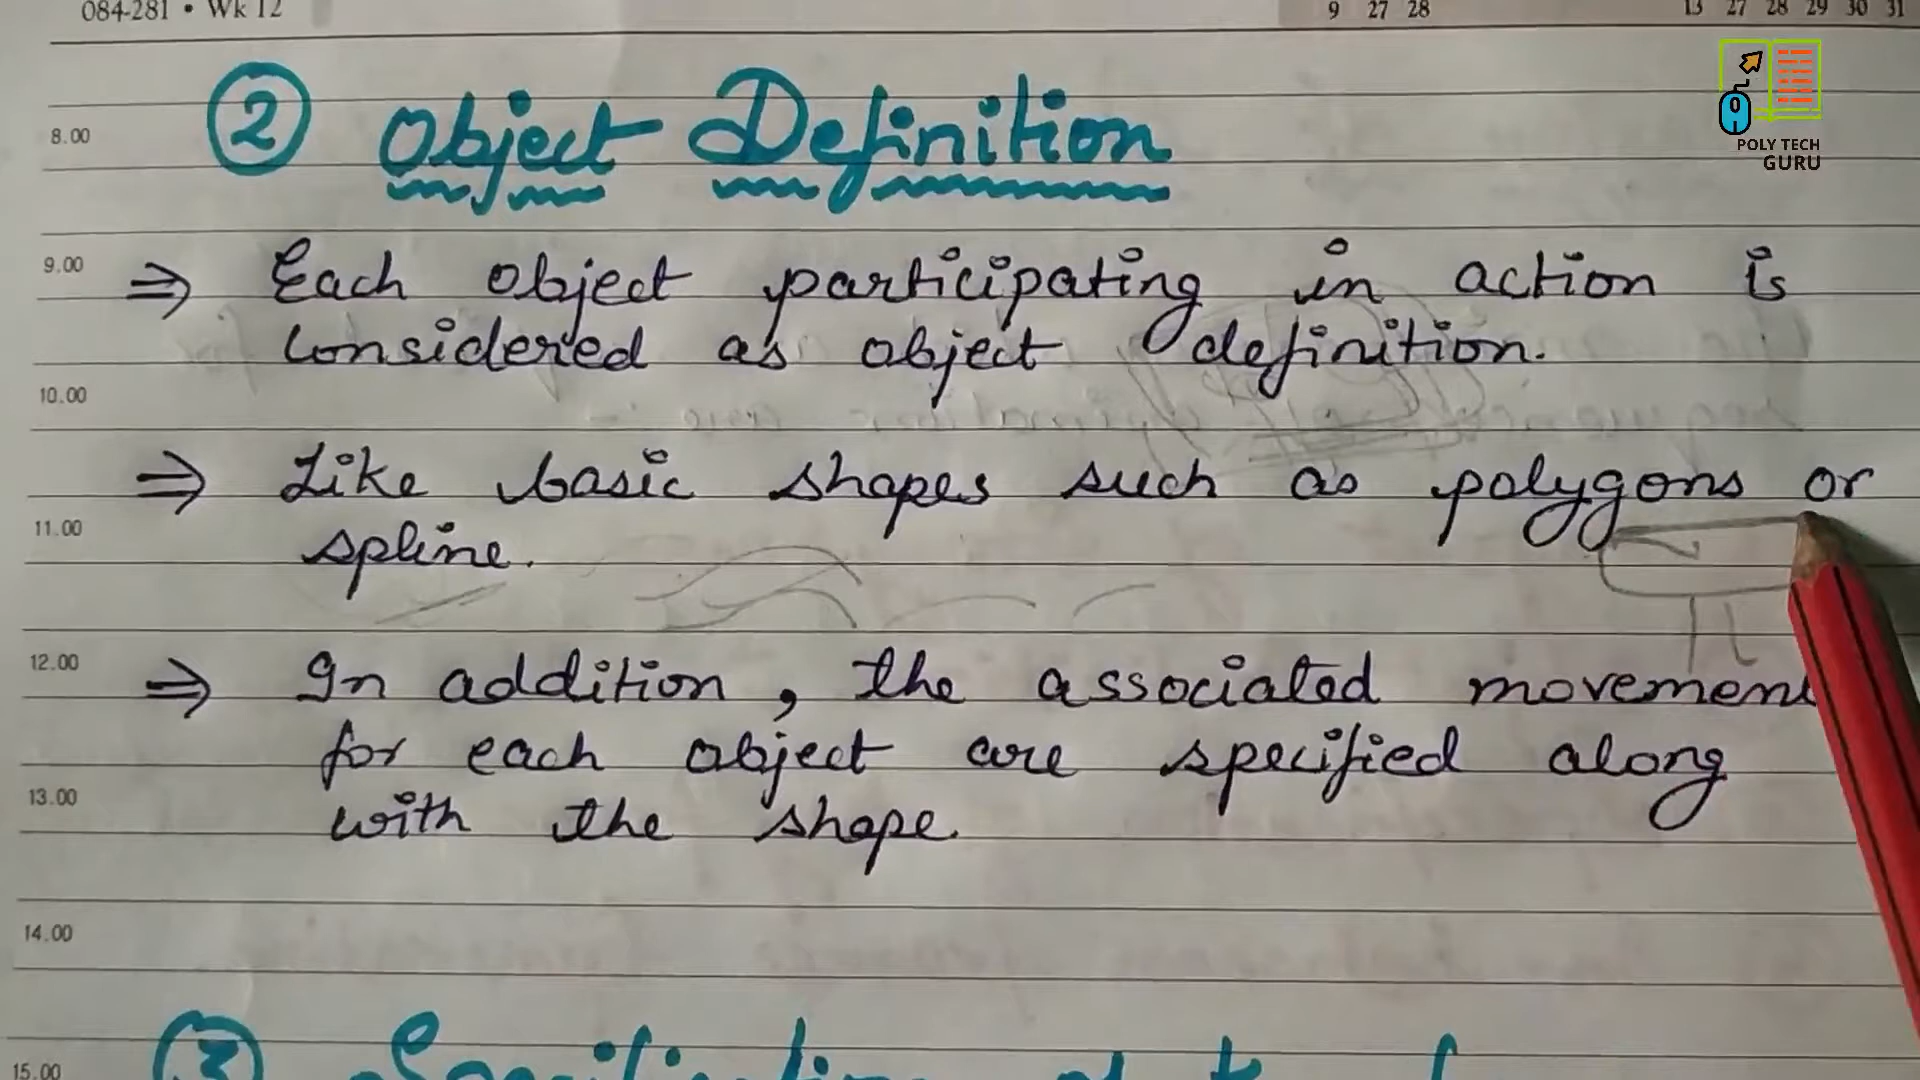 084-281 • Wk 12
9 27 28
13 27 28 29 30 31
POLY TECH
GURU
8.00
② Object Definition
9.00
⇒ Each object participating in action is
considered as object definition.
10.00
⇒ Like basic shapes such as polygons or
11.00
spline.
12.00
⇒ In addition, the associated movement
for each object are specified along
13.00
with the shape.
14.00
③ Specification
15.00